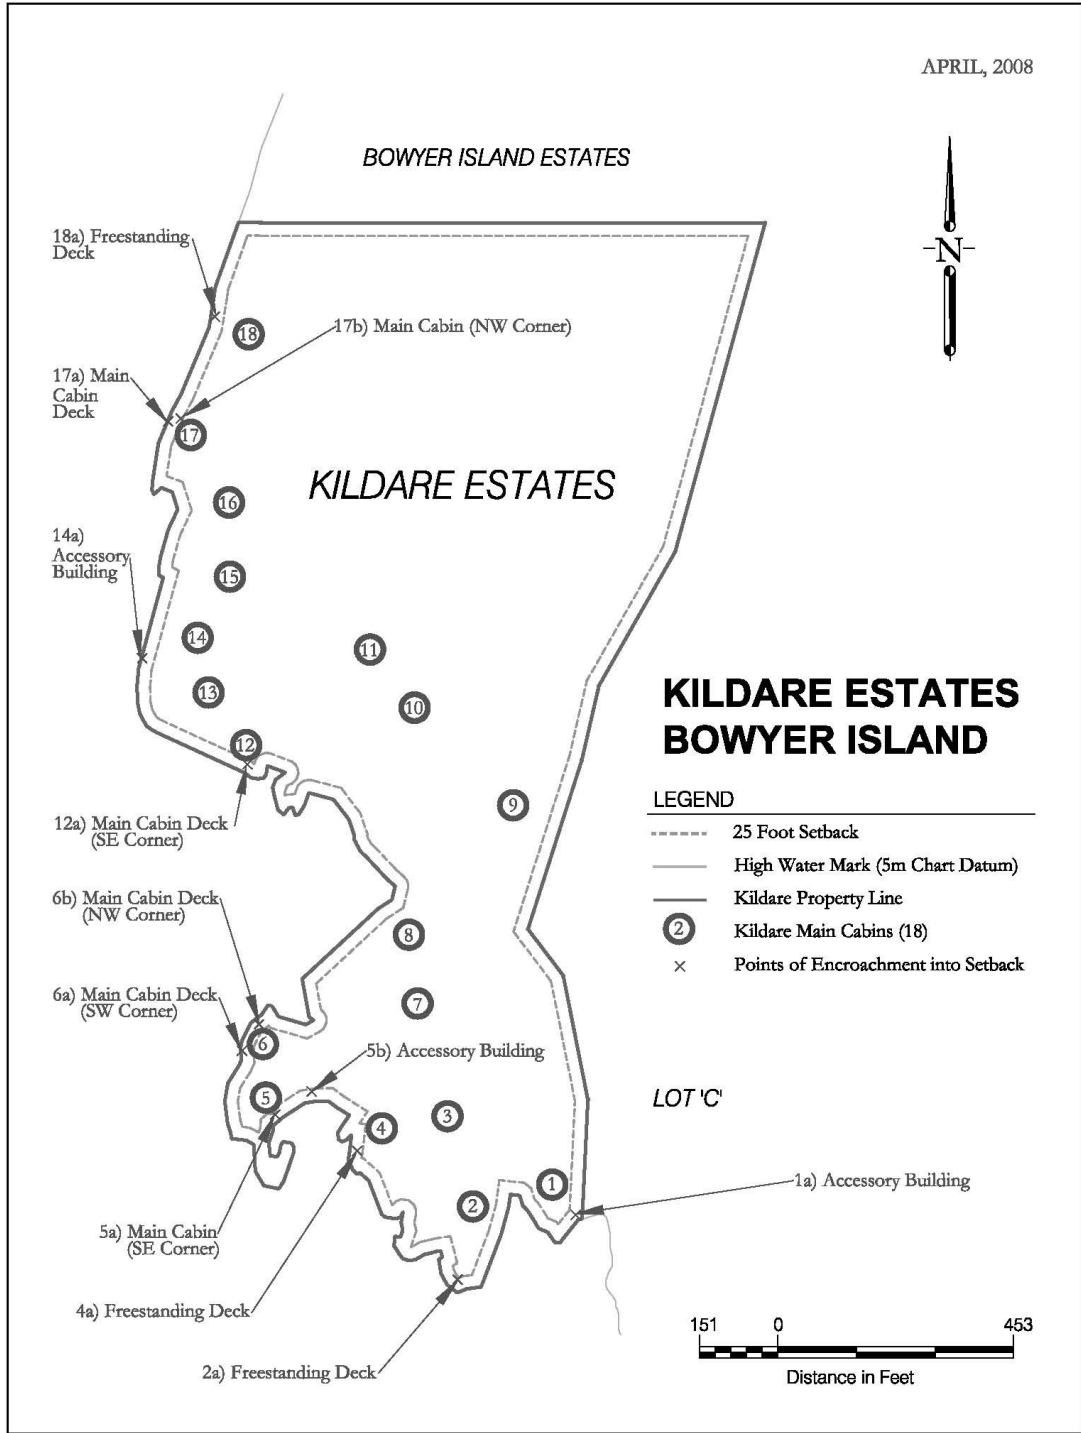 APRIL, 2008
BOWYER ISLAND ESTATES
18a) Freestanding
Deck
N
17b) Main Cabin (NW Corner)
18
17a) Main
Cabin
Deck
17
KILDARE ESTATES
16
14a)
Accessory
Building
15
14
11
13
10
KILDARE ESTATES
BOWYER ISLAND
12
9
LEGEND
25 Foot Setback
High Water Mark (5m Chart Datum)
Kildare Property Line
2
Kildare Main Cabins (18)
Points of Encroachment into Setback
12a) Main Cabin Deck
(SE Corner)
6b) Main Cabin Deck
(NW Corner)
8
6a) Main Cabin Deck
(SW Corner)
7
6
5b) Accessory Building
5
LOT 'C'
4
3
1
1a) Accessory Building
2
5a) Main Cabin
(SE Corner)
4a) Freestanding Deck
2a) Freestanding Deck
151 0 453
Distance in Feet